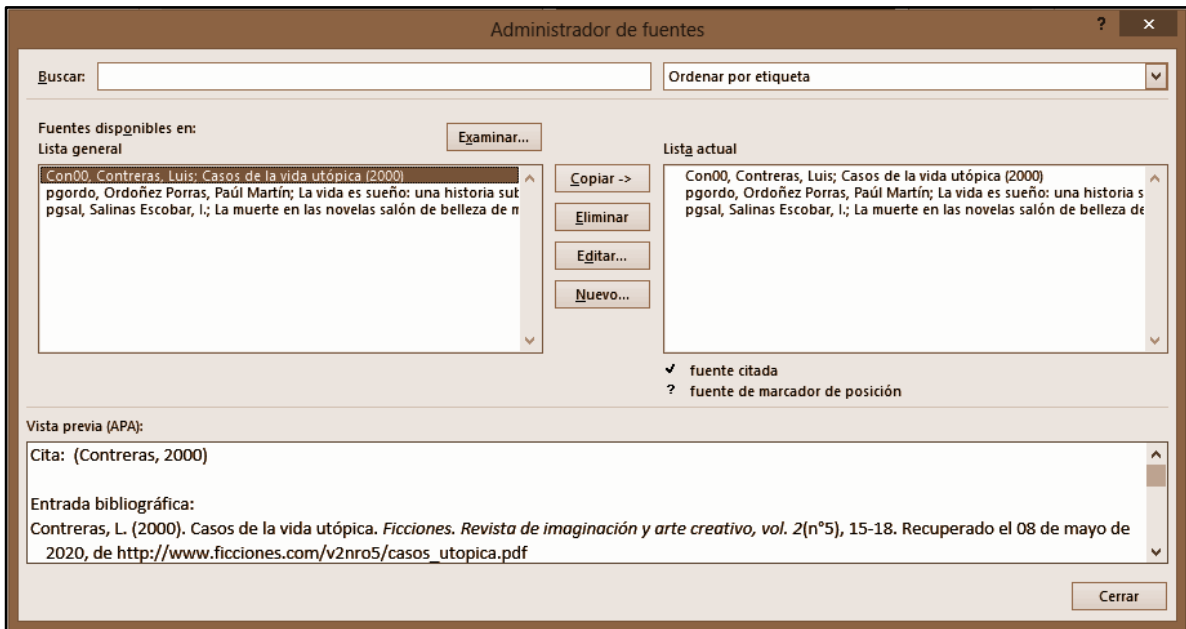 Administrador de fuentes
? ×
Buscar:
Ordenar por etiqueta
Fuentes disponibles en:
Lista general
Examinar...
Con00, Contreras, Luis; Casos de la vida utópica (2000)
pgordo, Ordoñez Porras, Paúl Martín; La vida es sueño: una historia sub
pgsal, Salinas Escobar, I.; La muerte en las novelas salón de belleza de m
Copiar ->
Eliminar
Editar...
Nuevo...
Lista actual
Con00, Contreras, Luis; Casos de la vida utópica (2000)
pgordo, Ordoñez Porras, Paúl Martín; La vida es sueño: una historia s
pgsal, Salinas Escobar, I.; La muerte en las novelas salón de belleza de
✓ fuente citada
? fuente de marcador de posición
Vista previa (APA):
Cita: (Contreras, 2000)
Entrada bibliográfica:
Contreras, L. (2000). Casos de la vida utópica. Ficciones. Revista de imaginación y arte creativo, vol. 2(n°5), 15-18. Recuperado el 08 de mayo de
2020, de http://www.ficciones.com/v2nro5/casos_utopica.pdf
Cerrar